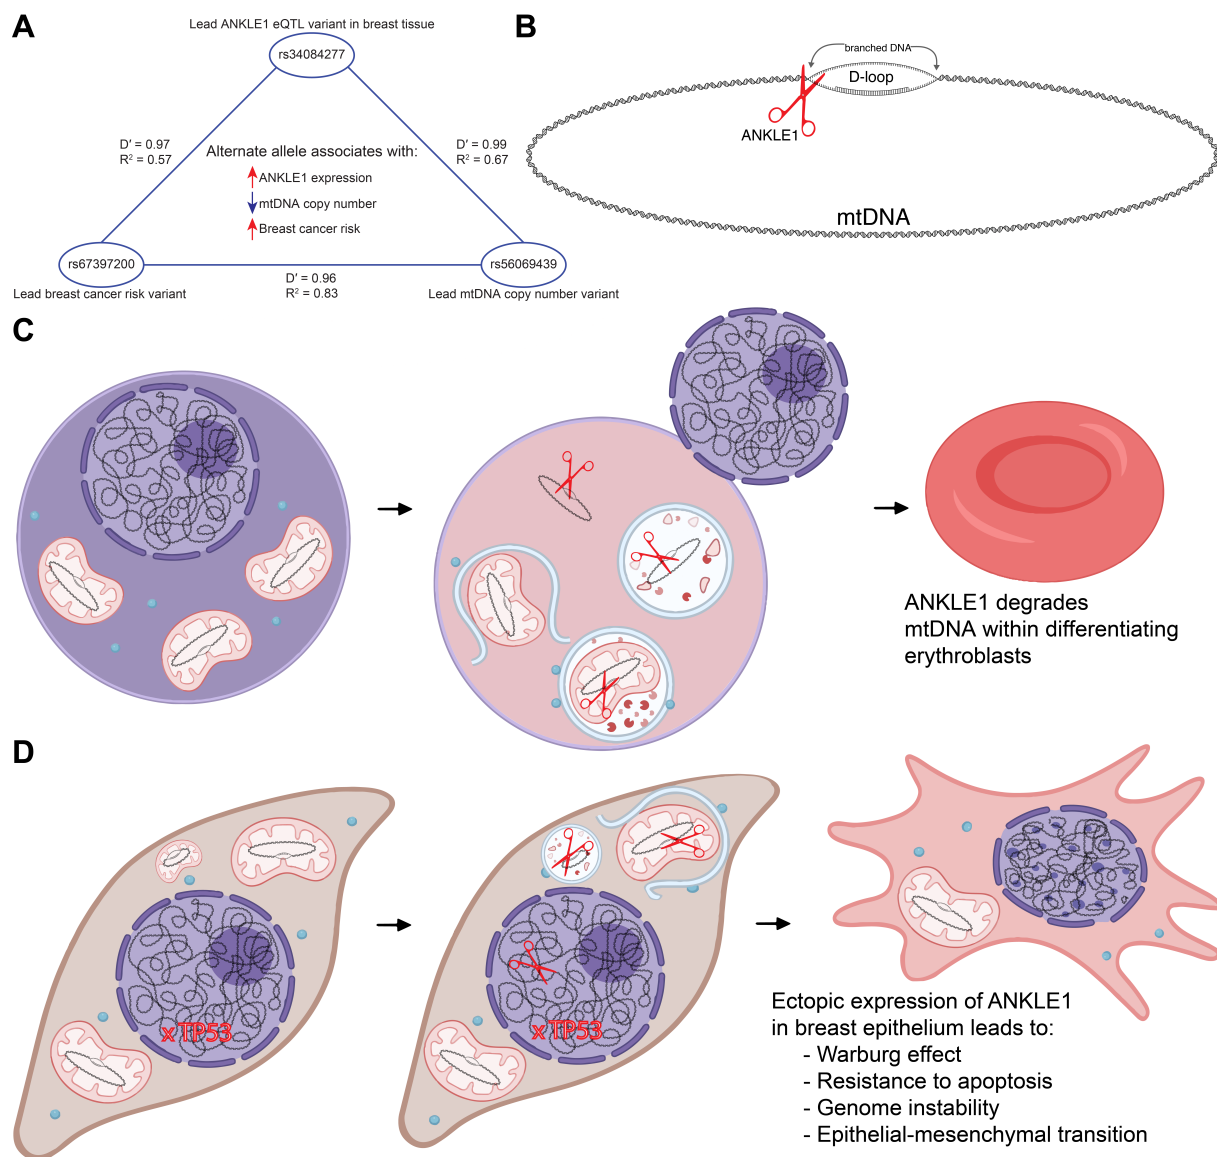 A
Lead ANKLE1 eQTL variant in breast tissue
rs34084277
D′ = 0.97
R² = 0.57
D′ = 0.99
R² = 0.67
Alternate allele associates with:
ANKLE1 expression
mtDNA copy number
Breast cancer risk
rs67397200
rs56069439
D′ = 0.96
R² = 0.83
Lead breast cancer risk variant
Lead mtDNA copy number variant
B
branched DNA
D-loop
ANKLE1
mtDNA
C
ANKLE1 degrades
mtDNA within differentiating
erythroblasts
D
x TP53
x TP53
Ectopic expression of ANKLE1
in breast epithelium leads to:
- Warburg effect
- Resistance to apoptosis
- Genome instability
- Epithelial-mesenchymal transition